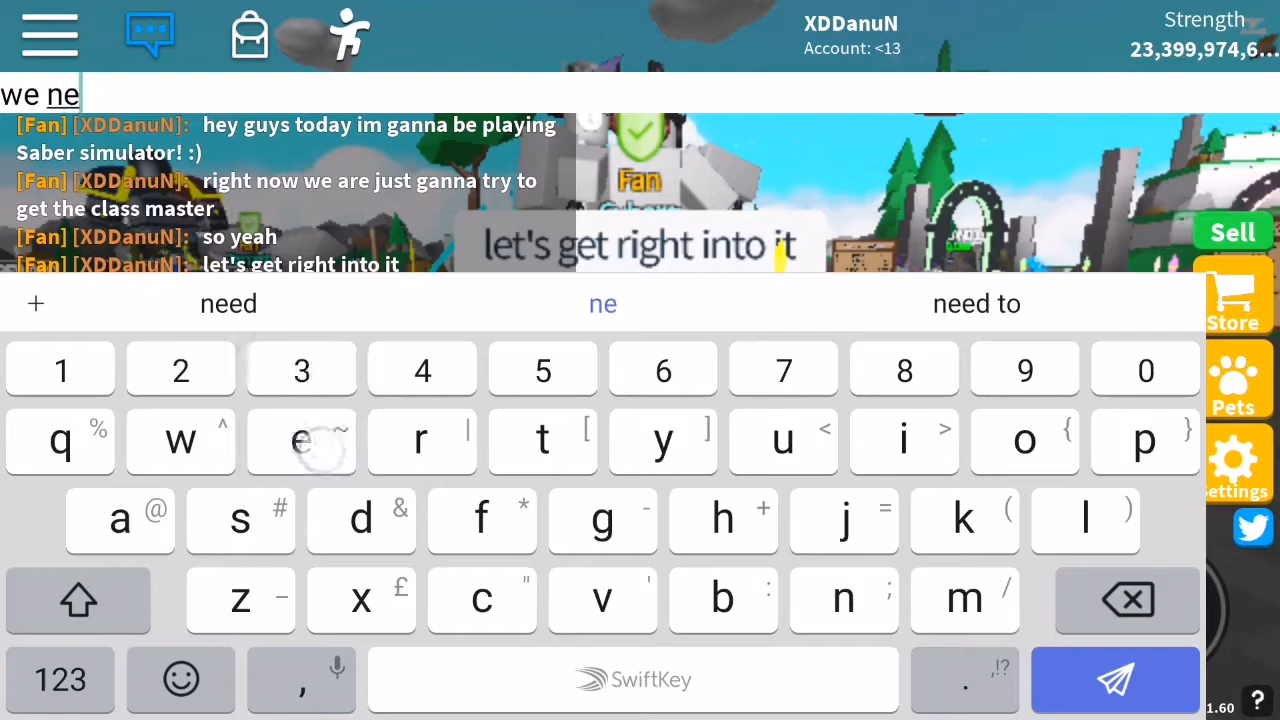 XDDanuN
Account: <13
Strength
23,399,974,6...
we ne
[Fan] [XDDanuN]: hey guys today im ganna be playing
Saber simulator! :)
[Fan] [XDDanuN]: right now we are just ganna try to
get the class master
[Fan] [XDDanuN]: so yeah
[Fan] [XDDanuN]: let's get right into it
Fan
let's get right into it
Sell
Store
Pets
Settings
+ need ne need to
1 2 3 4 5 6 7 8 9 0
q % w ^ e ~ r | t [ y ] u < i > o { p }
a @ s # d & f * g - h + j = k ( l )
z _ x £ c " v ' b : n ; m /
123 , SwiftKey . ,!?
1.60 ?